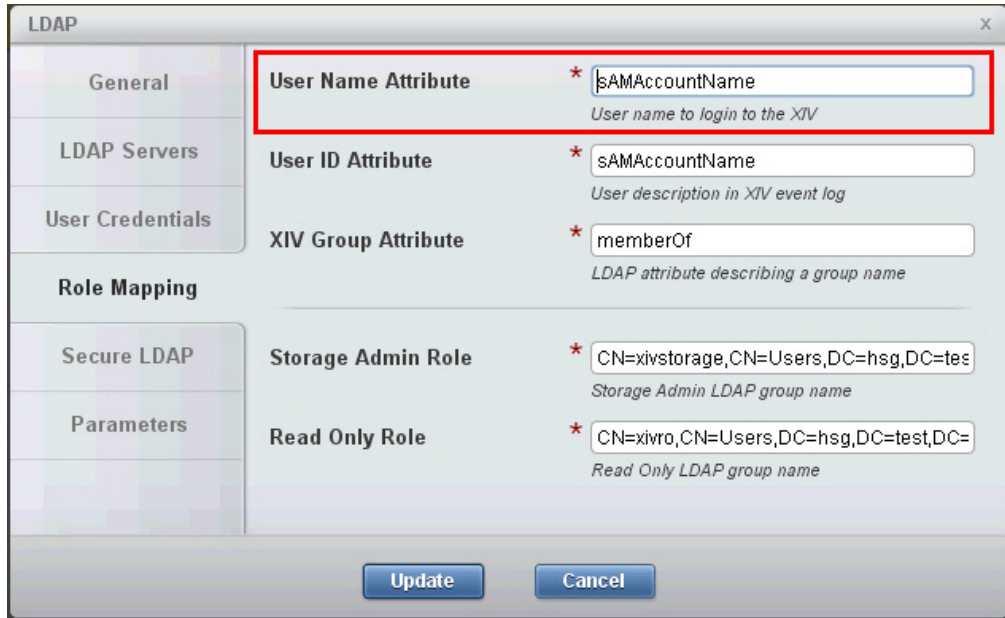 LDAP
X
General
LDAP Servers
User Credentials
Role Mapping
Secure LDAP
Parameters
User Name Attribute * sAMAccountName
User name to login to the XIV
User ID Attribute * sAMAccountName
User description in XIV event log
XIV Group Attribute * memberOf
LDAP attribute describing a group name
Storage Admin Role * CN=xivstorage,CN=Users,DC=hsg,DC=tes
Storage Admin LDAP group name
Read Only Role * CN=xivro,CN=Users,DC=hsg,DC=test,DC=
Read Only LDAP group name
Update Cancel